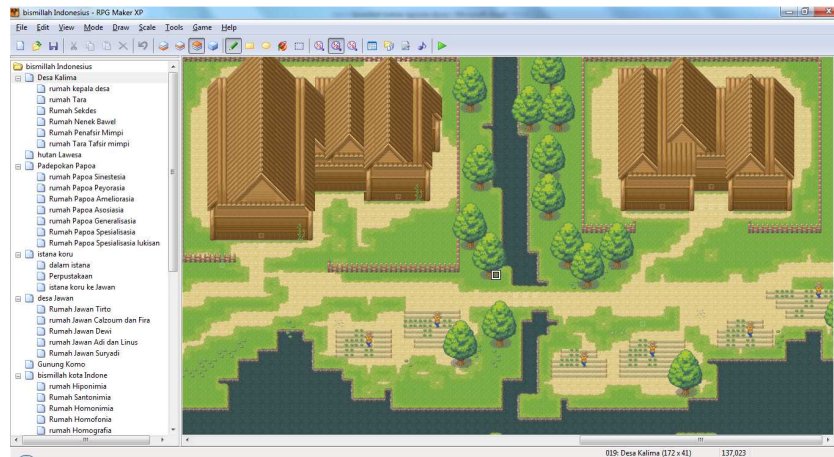 bismillah Indonesius - RPG Maker XP
File Edit View Mode Draw Scale Tools Game Help
bismillah Indonesius
Desa Kalima
rumah kepala desa
rumah Tara
Rumah Sekdes
Rumah Nenek Bawel
Rumah Penafsir Mimpi
rumah Tara Tafsir mimpi
hutan Lawesa
Padepokan Papoa
rumah Papoa Sinestesia
rumah Papoa Peyorasia
rumah Papoa Ameliorasia
rumah Papoa Asosiasia
rumah Papoa Generalisasia
rumah Papoa Spesialisasia
Rumah Papoa Spesialisasia lukisan
istana koru
dalam istana
Perpustakaan
istana koru ke Jawan
desa Jawan
Rumah Jawan Tirto
Rumah Jawan Calzoum dan Fira
Rumah Jawan Dewi
rumah Jawan Adi dan Linus
Rumah Jawan Suryadi
Gunung Komo
bismillah kota Indone
rumah Hiponimia
Rumah Santonimia
Rumah Homonimia
Rumah Homofonia
rumah Homografia
019: Desa Kalima (172 x 41) 137,023